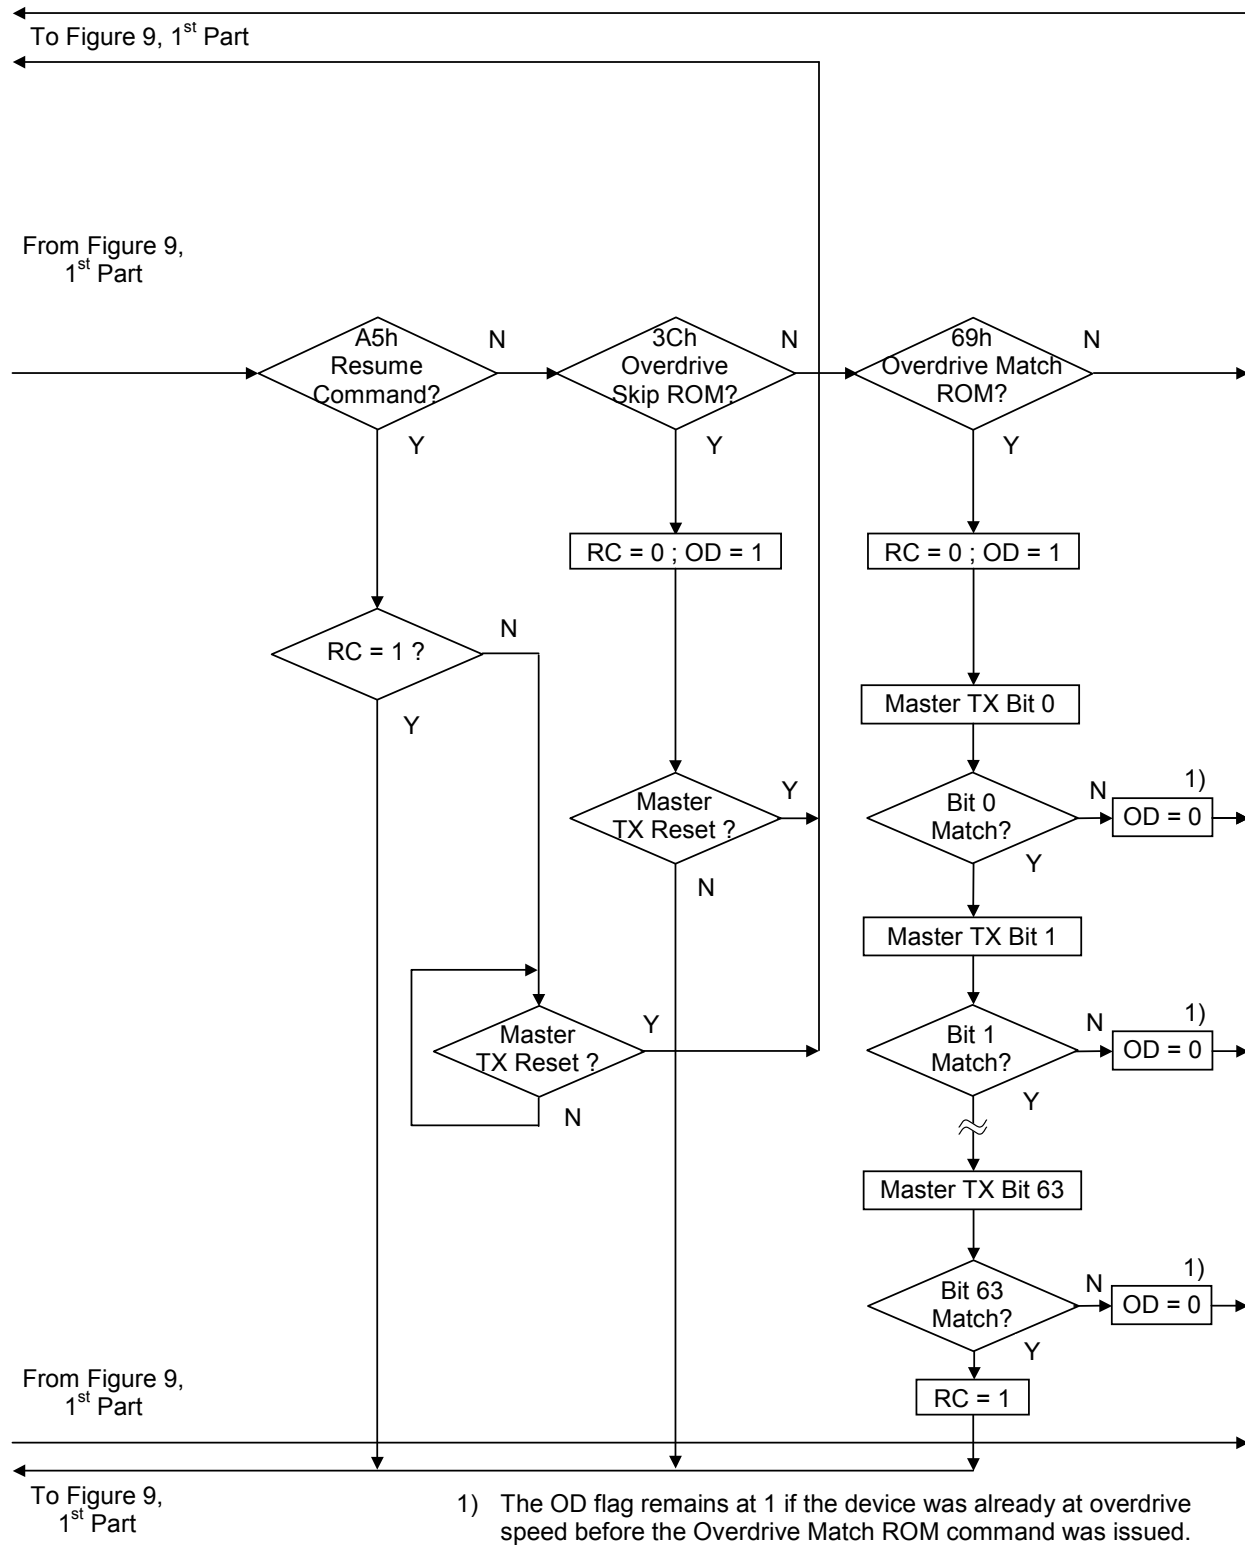 To Figure 9, 1st Part
From Figure 9,
1st Part
A5h
Resume
Command?
N
Y
3Ch
Overdrive
Skip ROM?
N
Y
69h
Overdrive Match
ROM?
N
Y
RC = 0 ; OD = 1
RC = 0 ; OD = 1
RC = 1 ?
N
Y
Master TX Bit 0
Master
TX Reset ?
Y
N
Bit 0
Match?
N
Y
1)
OD = 0
Master TX Bit 1
Master
TX Reset ?
Y
N
Bit 1
Match?
N
Y
1)
OD = 0
Master TX Bit 63
Bit 63
Match?
N
Y
1)
OD = 0
RC = 1
From Figure 9,
1st Part
To Figure 9,
1st Part
1) The OD flag remains at 1 if the device was already at overdrive
speed before the Overdrive Match ROM command was issued.